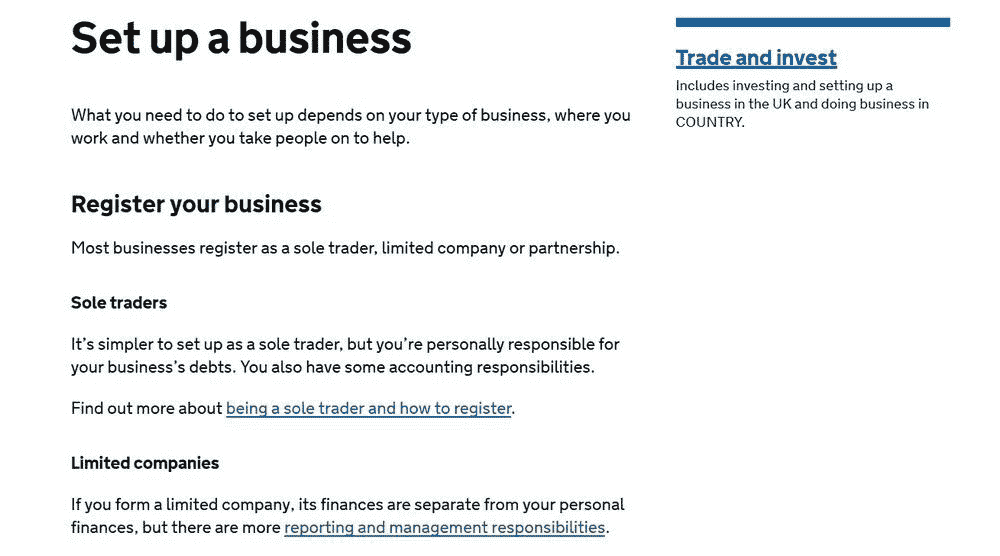 Set up a business
What you need to do to set up depends on your type of business, where you
work and whether you take people on to help.
Register your business
Most businesses register as a sole trader, limited company or partnership.
Sole traders
It’s simpler to set up as a sole trader, but you’re personally responsible for
your business’s debts. You also have some accounting responsibilities.
Find out more about being a sole trader and how to register.
Limited companies
If you form a limited company, its finances are separate from your personal
finances, but there are more reporting and management responsibilities.
Trade and invest
Includes investing and setting up a
business in the UK and doing business in
COUNTRY.